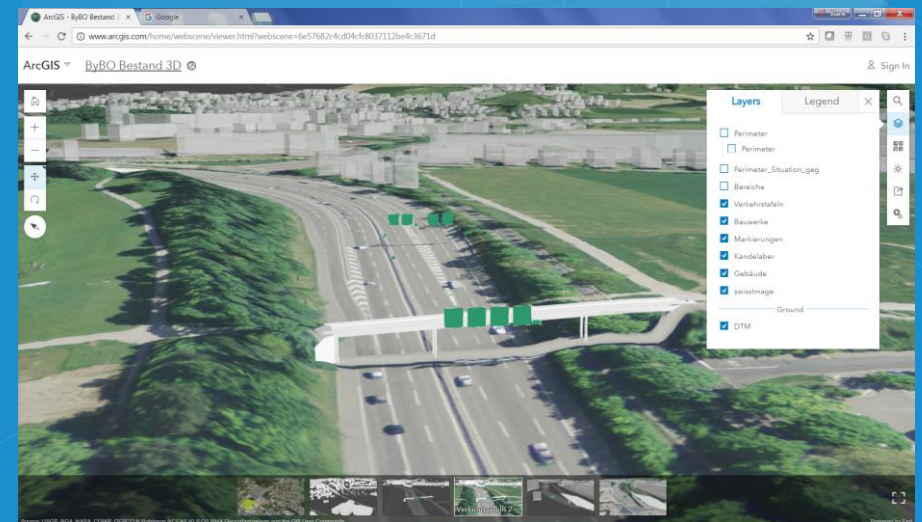 ArcGIS - ByBO Bestand 3
Google
www.arcgis.com/home/webscene/viewer.html?webscene=6e57682c4cd04cfc8037112be4c3671d
ArcGIS
ByBO Bestand 3D
Sign In
Layers
Legend
Perimeter
Perimeter
Perimeter_Situation_geg
Bereiche
Verkehrstafeln
Bauwerke
Markierungen
Kandelaber
Gebäude
swissImage
Ground
DTM